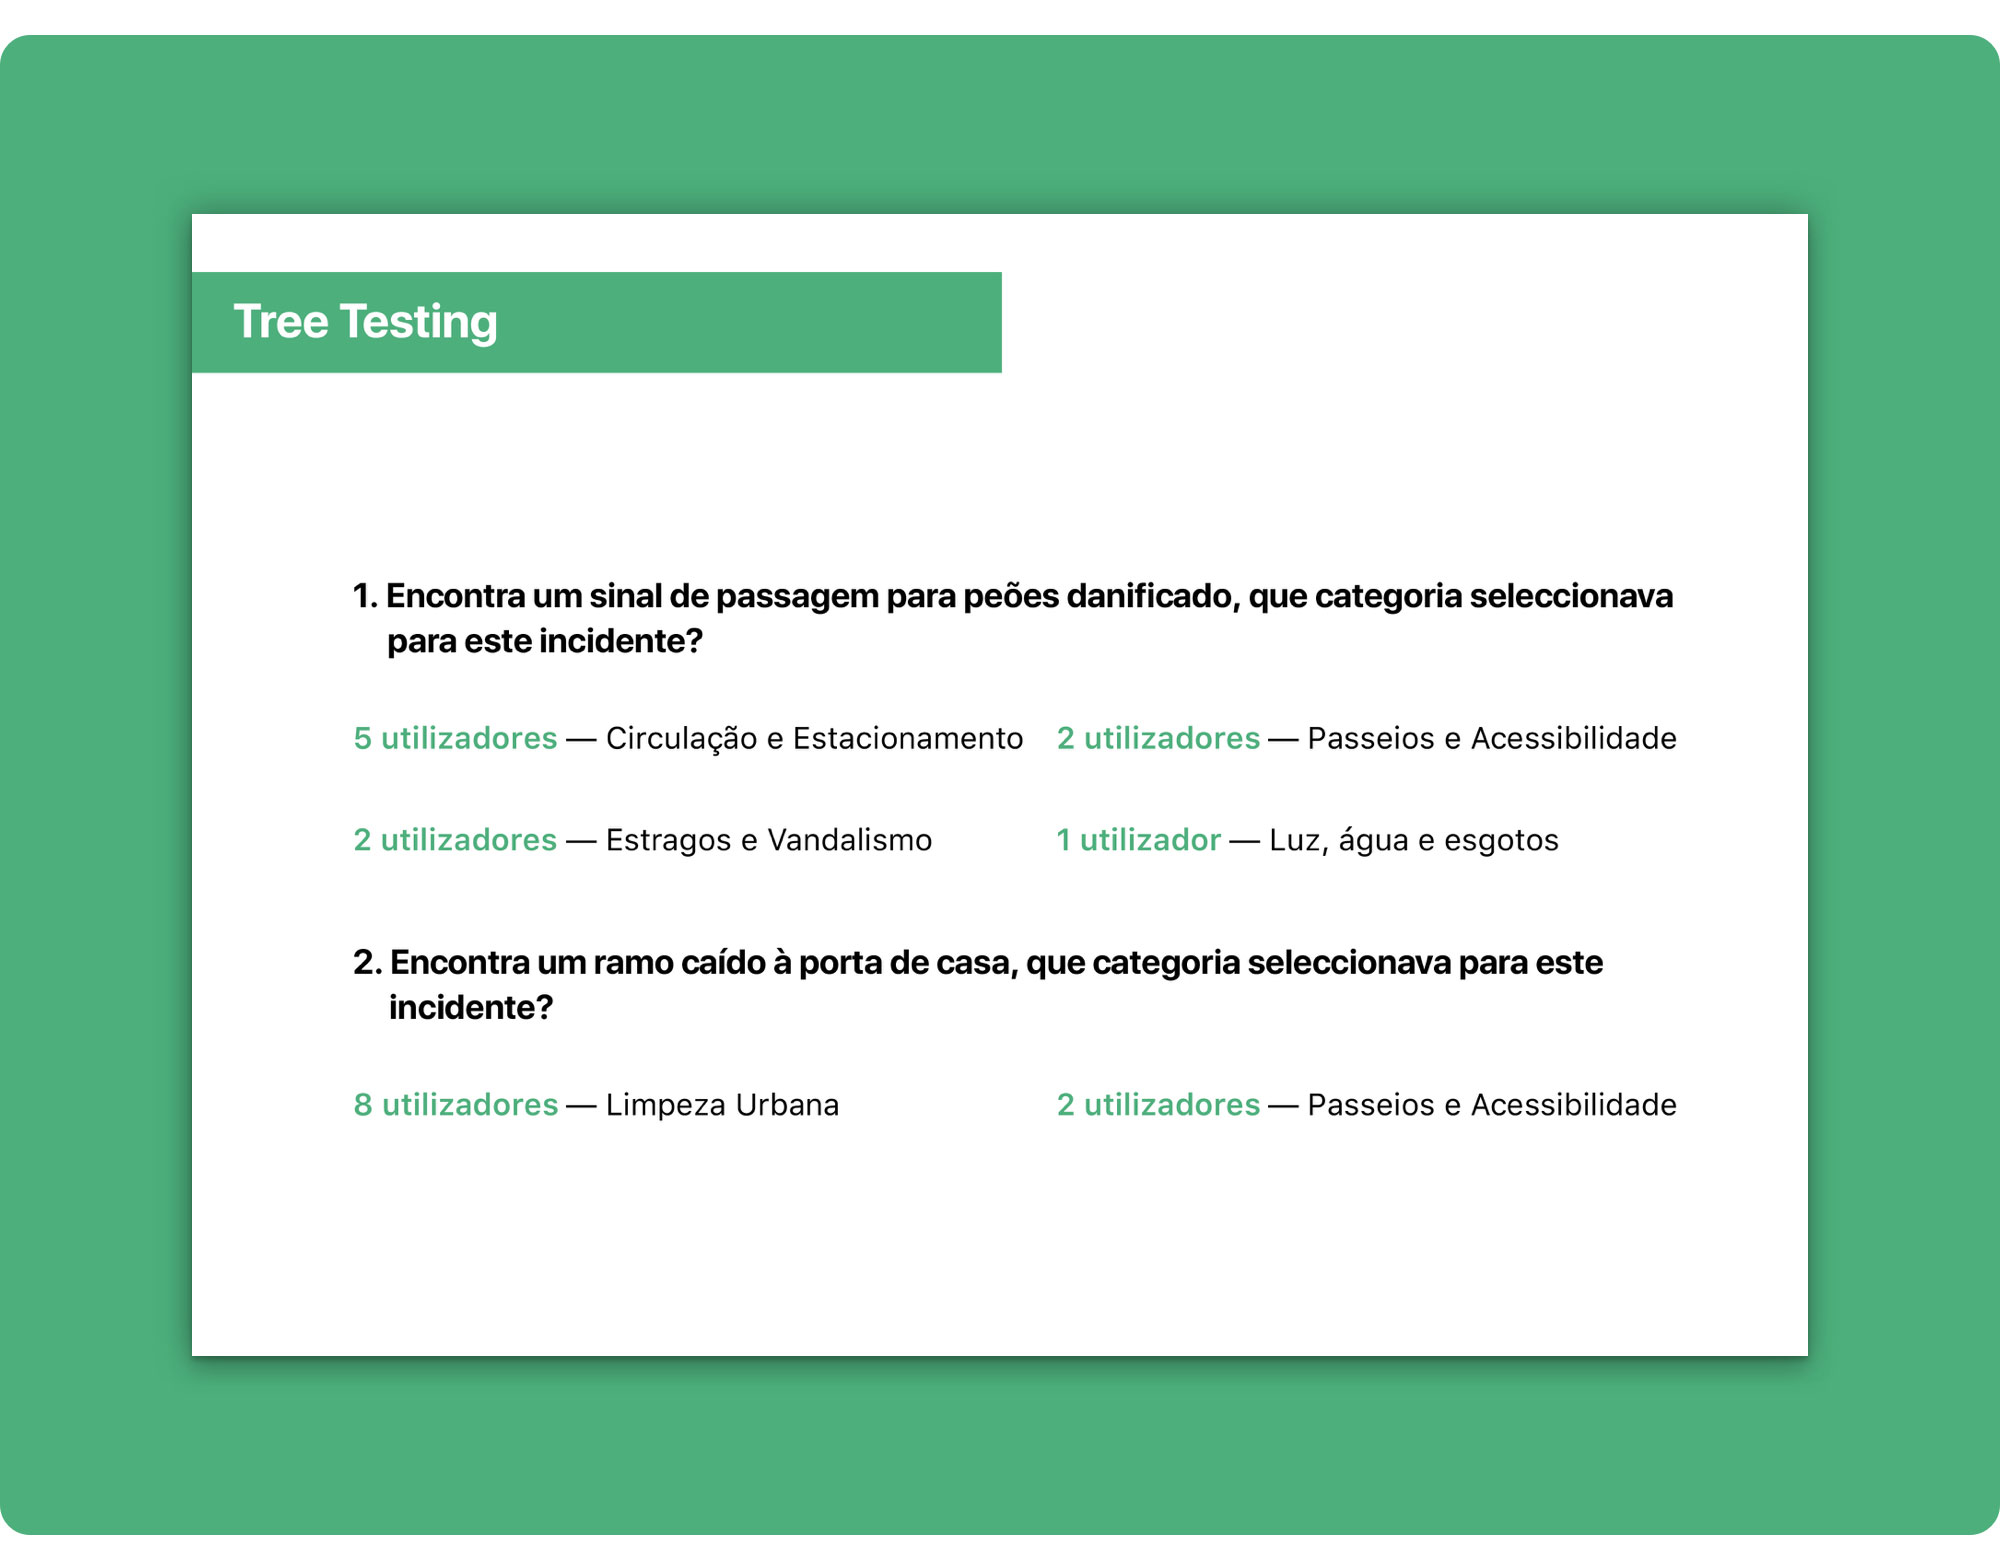 Tree Testing
1. Encontra um sinal de passagem para peões danificado, que categoria seleccionava
para este incidente?
5 utilizadores — Circulação e Estacionamento
2 utilizadores — Passeios e Acessibilidade
2 utilizadores — Estragos e Vandalismo
1 utilizador — Luz, água e esgotos
2. Encontra um ramo caído à porta de casa, que categoria seleccionava para este
incidente?
8 utilizadores — Limpeza Urbana
2 utilizadores — Passeios e Acessibilidade